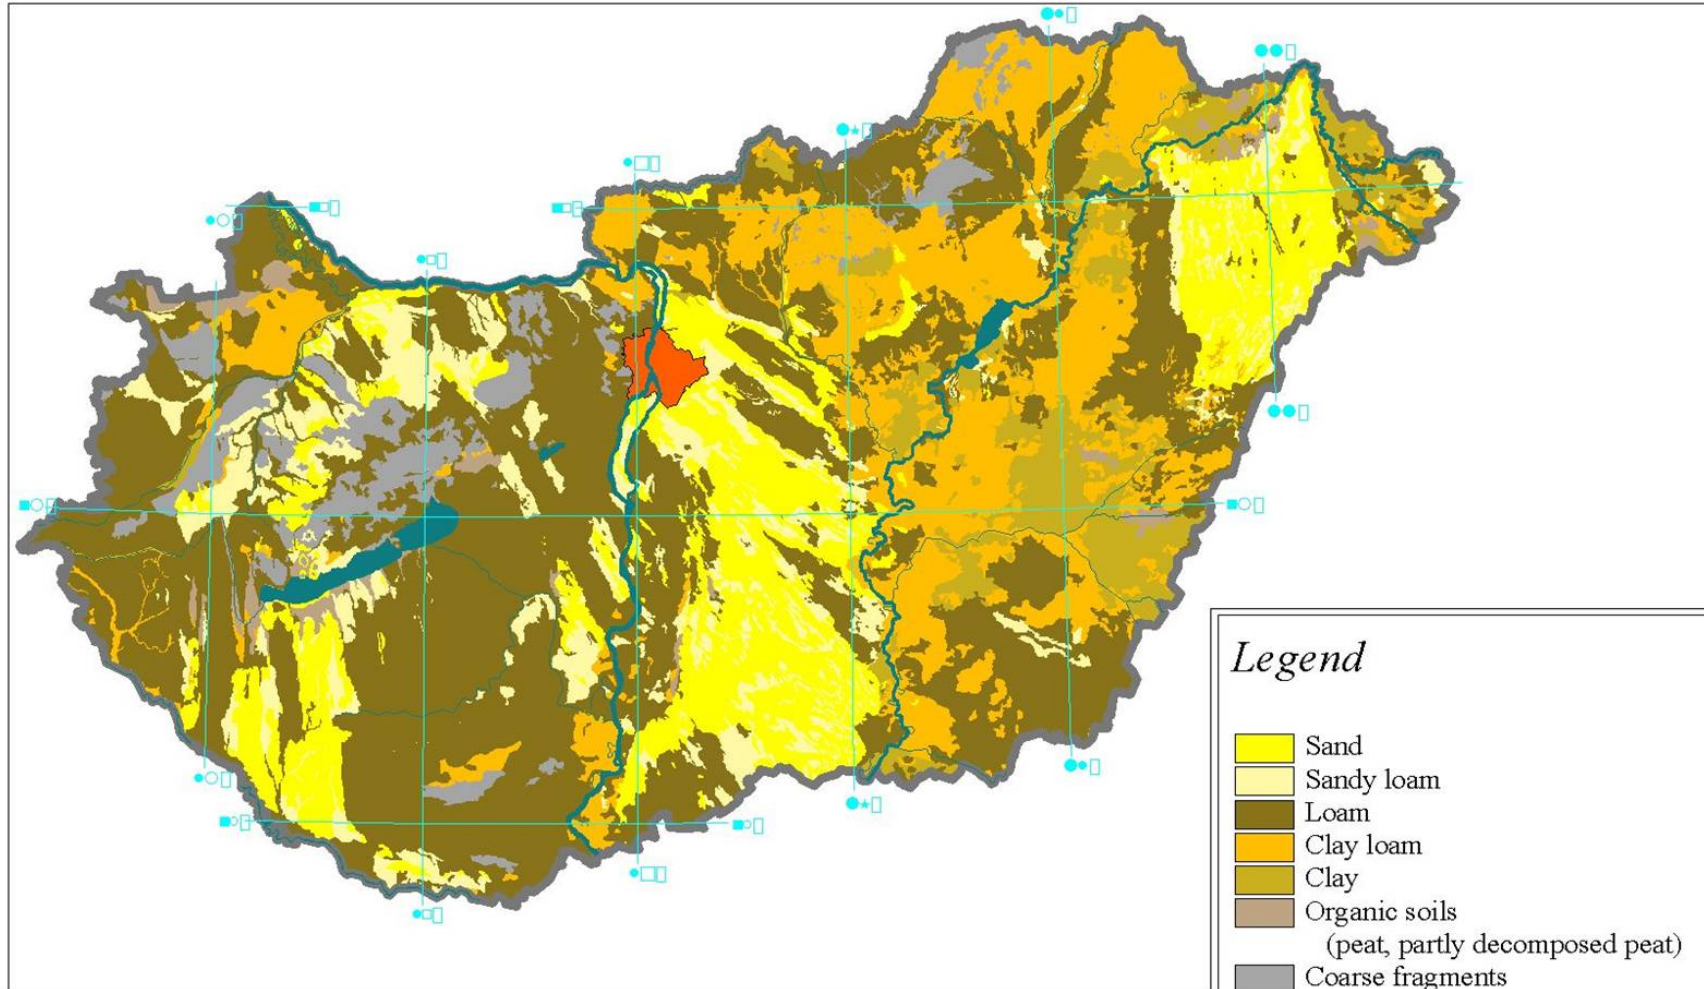 Legend
Sand
Sandy loam
Loam
Clay loam
Clay
Organic soils
(peat, partly decomposed peat)
Coarse fragments